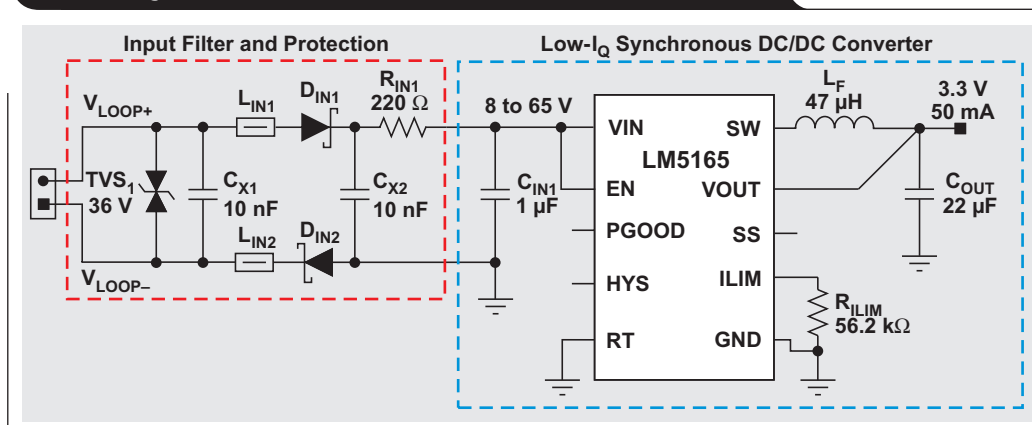 Input Filter and Protection
Low-IQ Synchronous DC/DC Converter
VLOOP+
LIN1
DIN1
RIN1
220 Ω
8 to 65 V
LF
47 µH
3.3 V
50 mA
TVS1
36 V
CX1
10 nF
CX2
10 nF
CIN1
1 µF
LIN2
DIN2
VLOOP–
VIN
SW
LM5165
EN
VOUT
PGOOD
SS
HYS
ILIM
RT
GND
COUT
22 µF
RILIM
56.2 kΩ